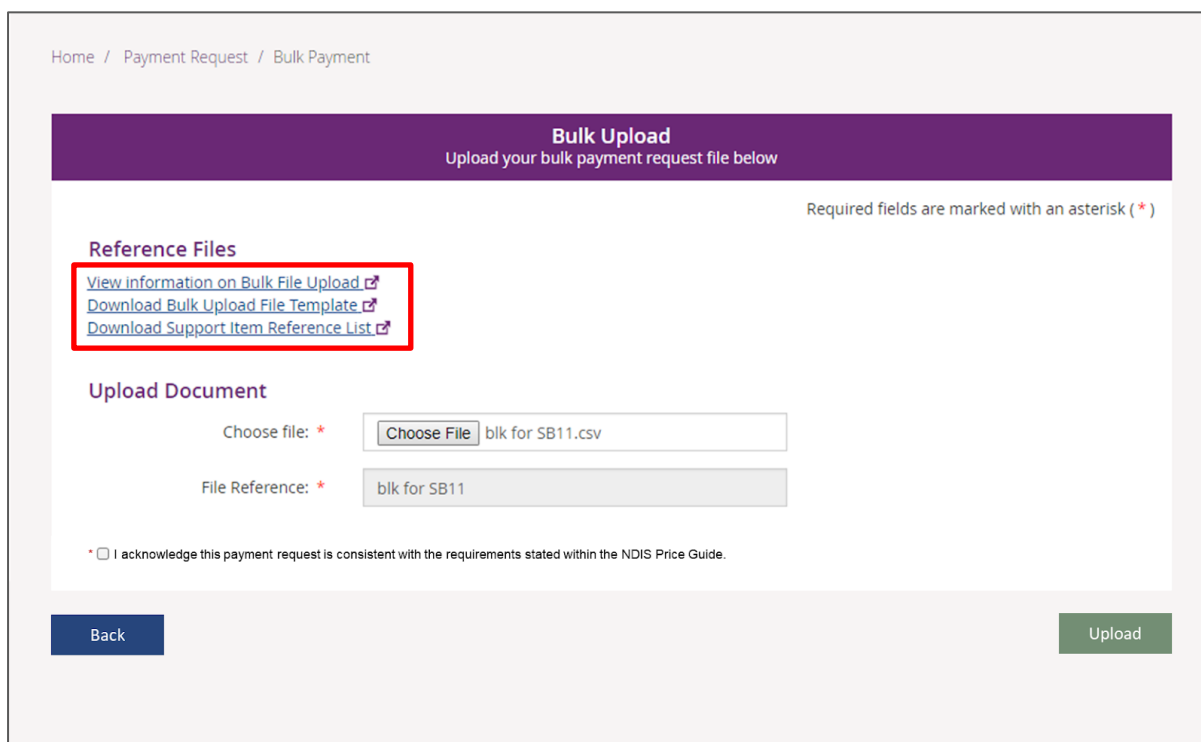 Home / Payment Request / Bulk Payment
Bulk Upload
Upload your bulk payment request file below
Required fields are marked with an asterisk ( * )
Reference Files
View information on Bulk File Upload
Download Bulk Upload File Template
Download Support Item Reference List
Upload Document
Choose file: * Choose File blk for SB11.csv
File Reference: * blk for SB11
* I acknowledge this payment request is consistent with the requirements stated within the NDIS Price Guide.
Back Upload